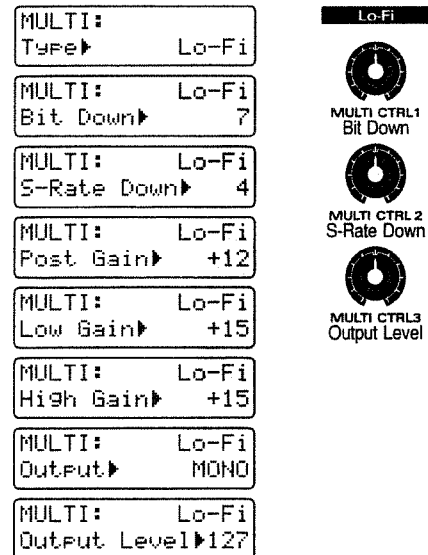 MULTI:
Type▶ Lo-Fi
MULTI: Lo-Fi
Bit Down▶ 7
MULTI: Lo-Fi
S-Rate Down▶ 4
MULTI: Lo-Fi
Post Gain▶ +12
MULTI: Lo-Fi
Low Gain▶ +15
MULTI: Lo-Fi
High Gain▶ +15
MULTI: Lo-Fi
Output▶ MONO
MULTI: Lo-Fi
Output Level▶127
Lo-Fi
MULTI CTRL1
Bit Down
MULTI CTRL2
S-Rate Down
MULTI CTRL3
Output Level